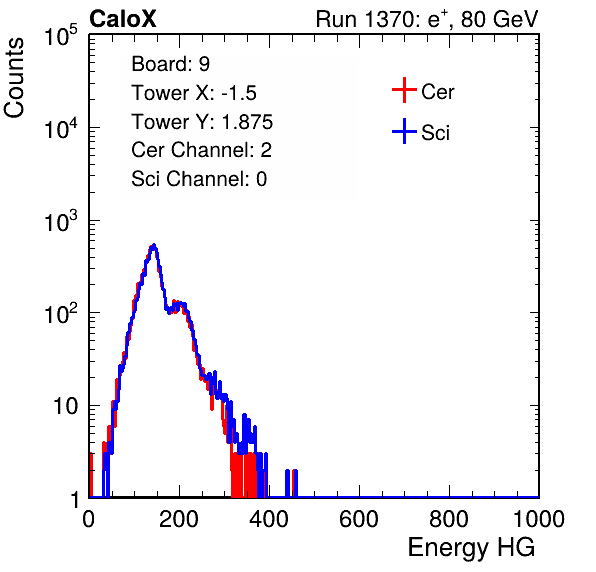 CaloX Run 1370: e⁺, 80 GeV
Counts
10⁵
10⁴
10³
10²
10
1
Board: 9
Tower X: -1.5
Tower Y: 1.875
Cer Channel: 2
Sci Channel: 0
Cer
Sci
0 200 400 600 800 1000
Energy HG